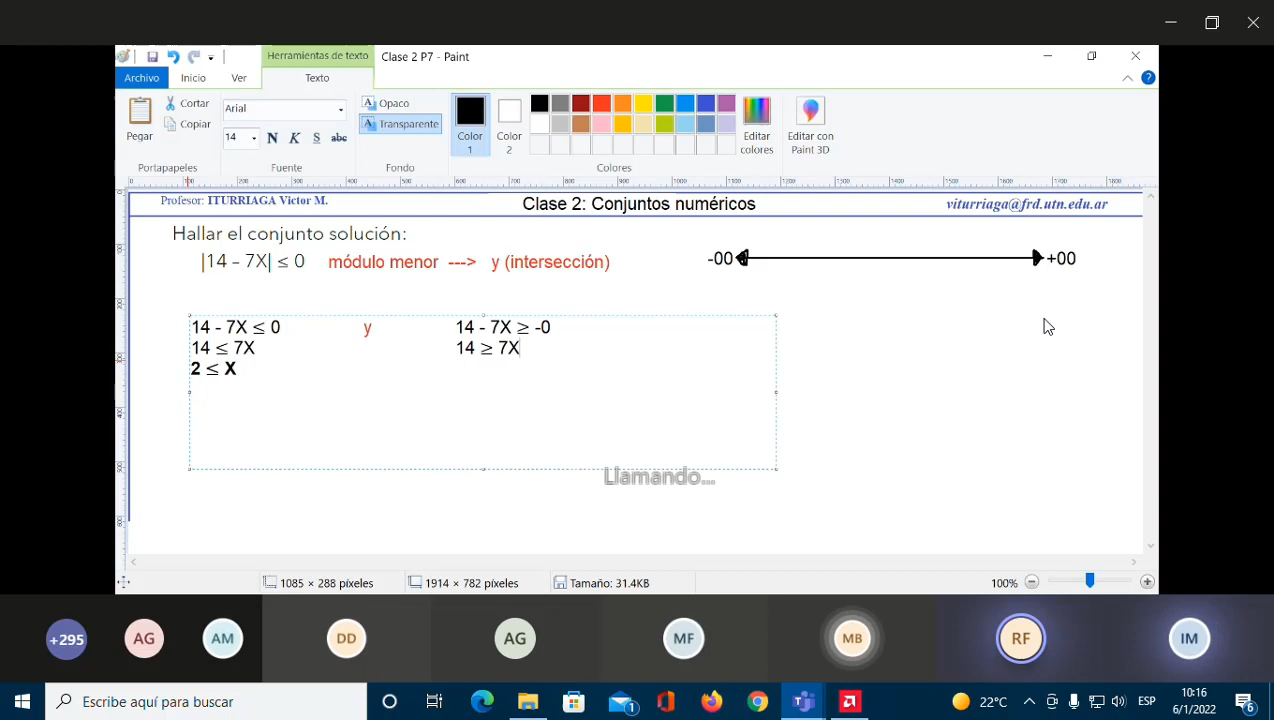 Herramientas de texto
Clase 2 P7 - Paint
Archivo Inicio Ver Texto
Pegar
Cortar
Copiar
Portapapeles
Arial
14
N K S abc
Fuente
A Opaco
A Transparente
Fondo
Color 1
Color 2
Editar colores
Colores
Editar con Paint 3D
Profesor: ITURRIAGA Victor M.
Clase 2: Conjuntos numéricos
viturriaga@frd.utn.edu.ar
Hallar el conjunto solución:
|14 – 7X| ≤ 0 módulo menor ---> y (intersección)
-00 +00
14 - 7X ≤ 0 y 14 - 7X ≥ -0
14 ≤ 7X 14 ≥ 7X
2 ≤ X
Llamando...
1085 × 288 píxeles
1914 × 782 píxeles
Tamaño: 31.4KB
100%
+295 AG AM DD AG MF MB RF IM
Escribe aquí para buscar
1
22°C
ESP
10:16
6/1/2022
6